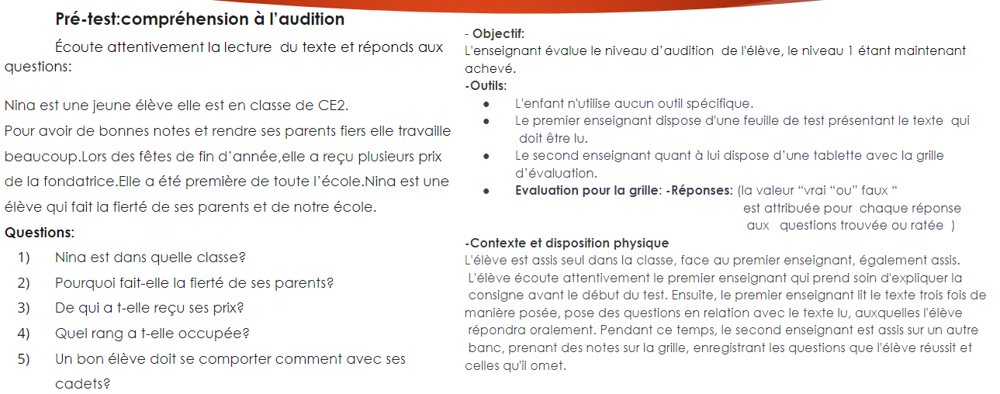 Pré-test:compréhension à l'audition
Écoute attentivement la lecture du texte et réponds aux
questions:
Nina est une jeune élève elle est en classe de CE2.
Pour avoir de bonnes notes et rendre ses parents fiers elle travaille
beaucoup.Lors des fêtes de fin d'année,elle a reçu plusieurs prix
de la fondatrice.Elle a été première de toute l'école.Nina est une
élève qui fait la fierté de ses parents et de notre école.
Questions:
1) Nina est dans quelle classe?
2) Pourquoi fait-elle la fierté de ses parents?
3) De qui a t-elle reçu ses prix?
4) Quel rang a t-elle occupée?
5) Un bon élève doit se comporter comment avec ses
cadets?
- Objectif:
L'enseignant évalue le niveau d'audition de l'élève, le niveau 1 étant maintenant
achevé.
-Outils:
● L'enfant n'utilise aucun outil spécifique.
● Le premier enseignant dispose d'une feuille de test présentant le texte qui
doit être lu.
● Le second enseignant quant à lui dispose d'une tablette avec la grille
d'évaluation.
● Evaluation pour la grille: -Réponses: (la valeur "vrai "ou" faux "
est attribuée pour chaque réponse
aux questions trouvée ou ratée )
-Contexte et disposition physique
L'élève est assis seul dans la classe, face au premier enseignant, également assis.
L'élève écoute attentivement le premier enseignant qui prend soin d'expliquer la
consigne avant le début du test. Ensuite, le premier enseignant lit le texte trois fois de
manière posée, pose des questions en relation avec le texte lu, auxquelles l'élève
répondra oralement. Pendant ce temps, le second enseignant est assis sur un autre
banc, prenant des notes sur la grille, enregistrant les questions que l'élève réussit et
celles qu'il omet.